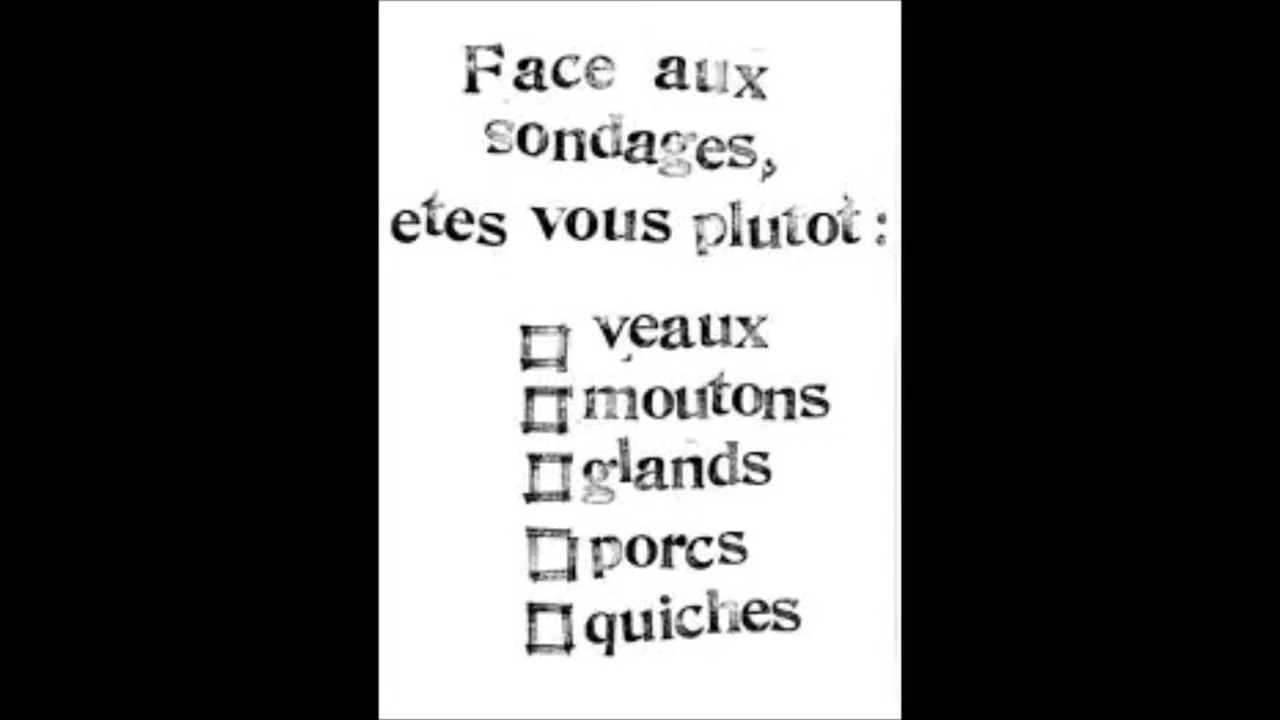 Face aux
sondages,
etes vous plutot :
veaux
moutons
glands
porcs
quiches